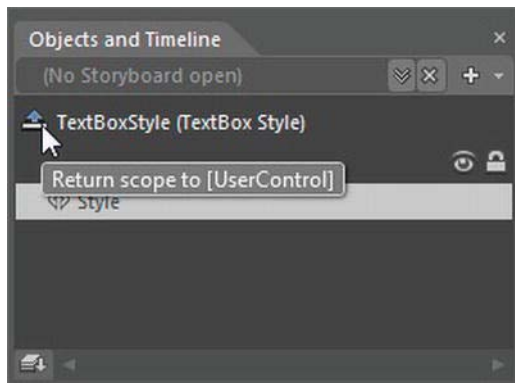 Objects and Timeline
(No Storyboard open)
TextBoxStyle (TextBox Style)
Return scope to [UserControl]
Style